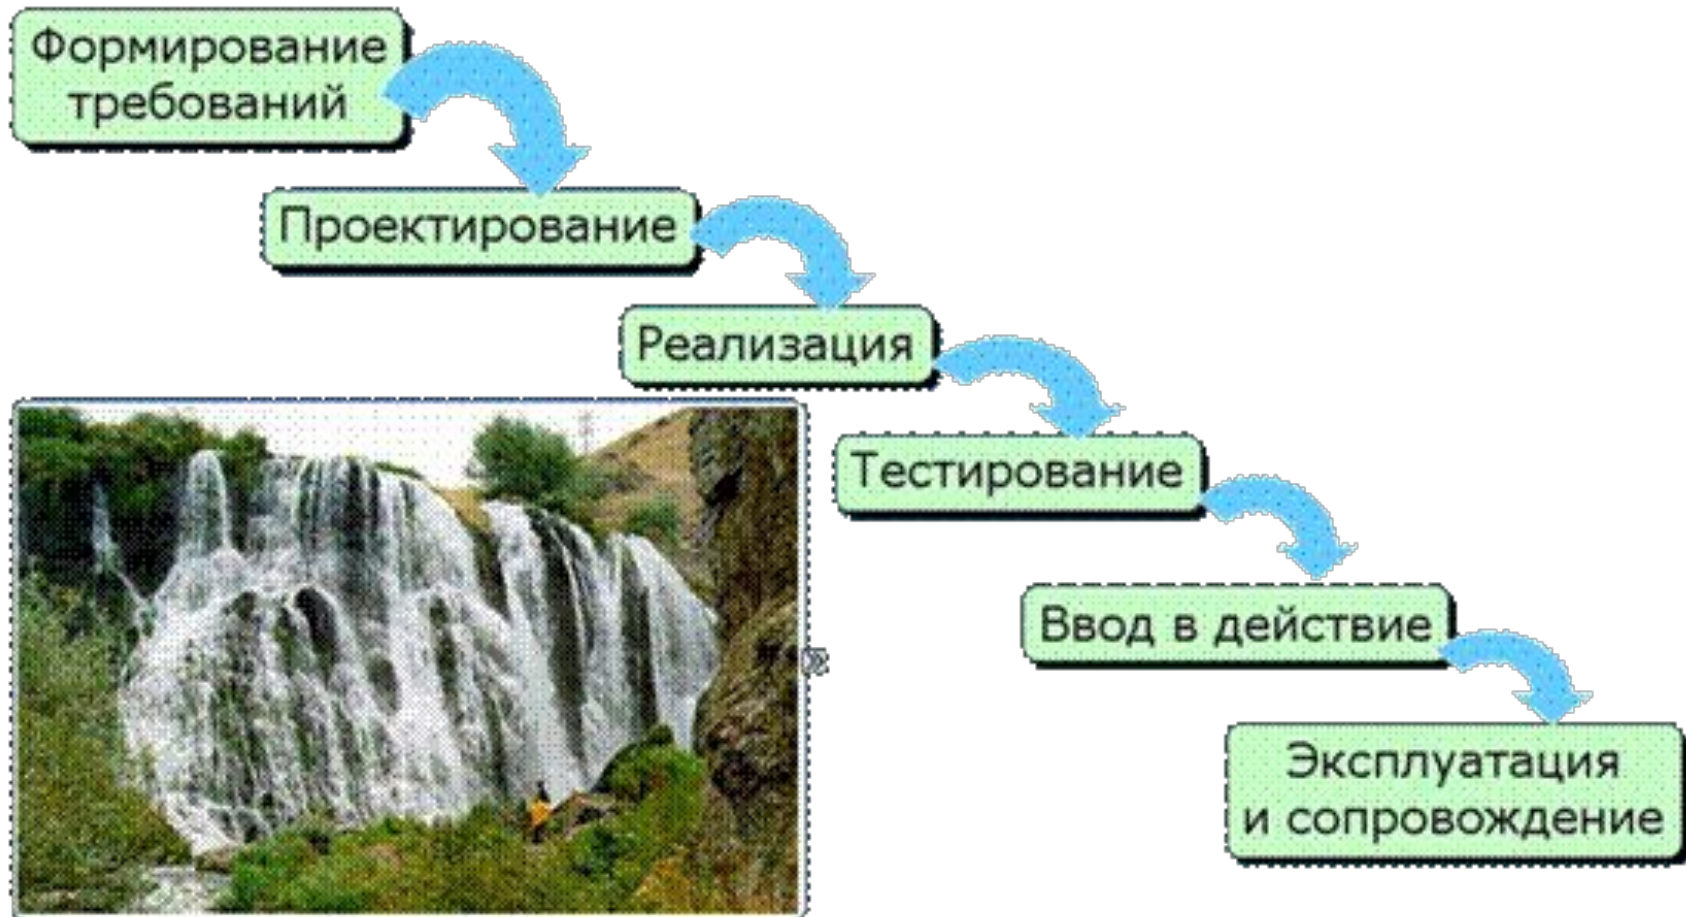 Формирование
требований
Проектирование
Реализация
Тестирование
Ввод в действие
Эксплуатация
и сопровождение